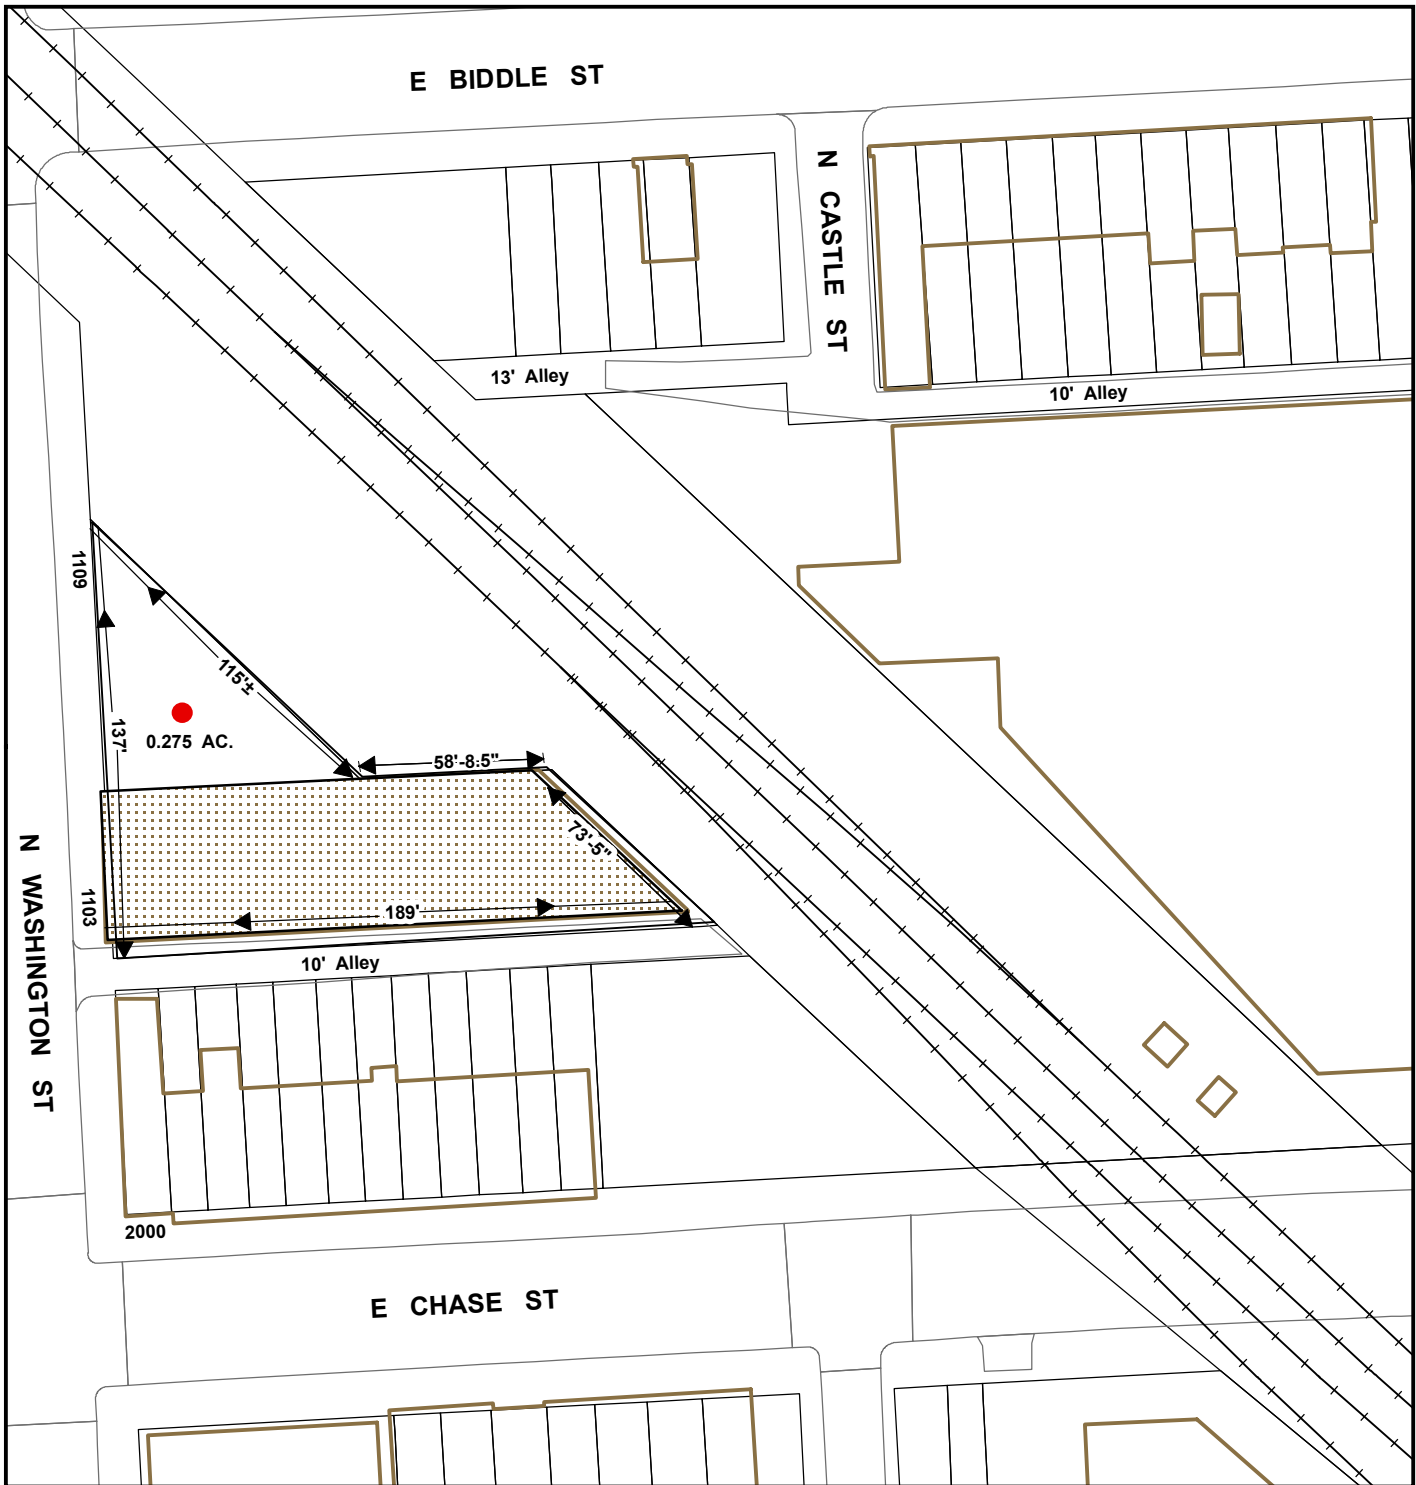 E BIDDLE ST
N CASTLE ST
13' Alley
10' Alley
1109
115'±
137'
0.275 AC.
58'-8.5"
73'-5"
N WASHINGTON ST
1103
189'
10' Alley
2000
E CHASE ST